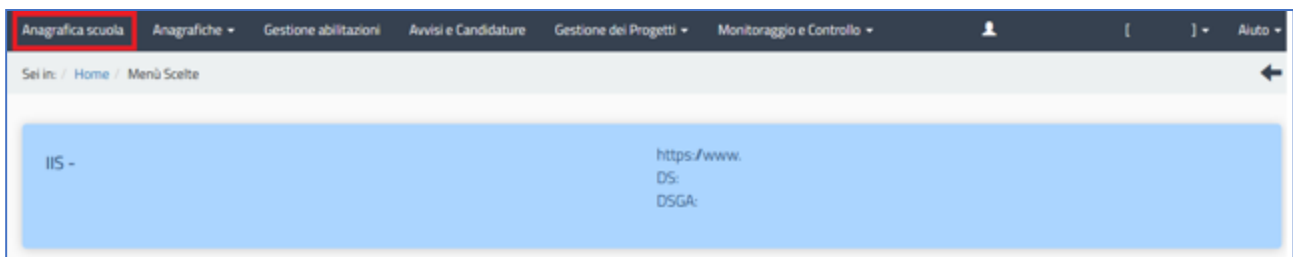 Anagrafica scuola Anagrafiche Gestione abilitazioni Avvisi e Candidature Gestione dei Progetti Monitoraggio e Controllo [ ] Aiuto
Sei in: / Home / Menù Scelte
IIS -
https://www.
DS:
DSGA: